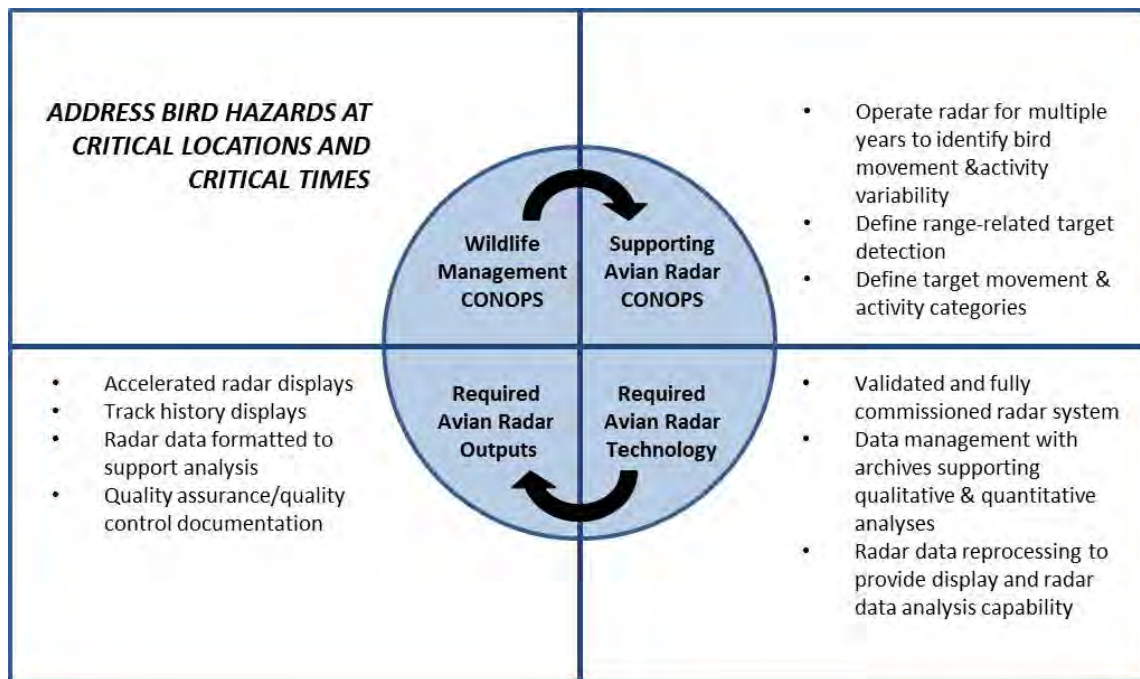 ADDRESS BIRD HAZARDS AT
CRITICAL LOCATIONS AND
CRITICAL TIMES
Wildlife
Management
CONOPS
Supporting
Avian Radar
CONOPS
• Operate radar for multiple
years to identify bird
movement &activity
variability
• Define range-related target
detection
• Define target movement &
activity categories
• Accelerated radar displays
• Track history displays
• Radar data formatted to
support analysis
• Quality assurance/quality
control documentation
Required
Avian Radar
Outputs
Required
Avian Radar
Technology
• Validated and fully
commissioned radar system
• Data management with
archives supporting
qualitative & quantitative
analyses
• Radar data reprocessing to
provide display and radar
data analysis capability